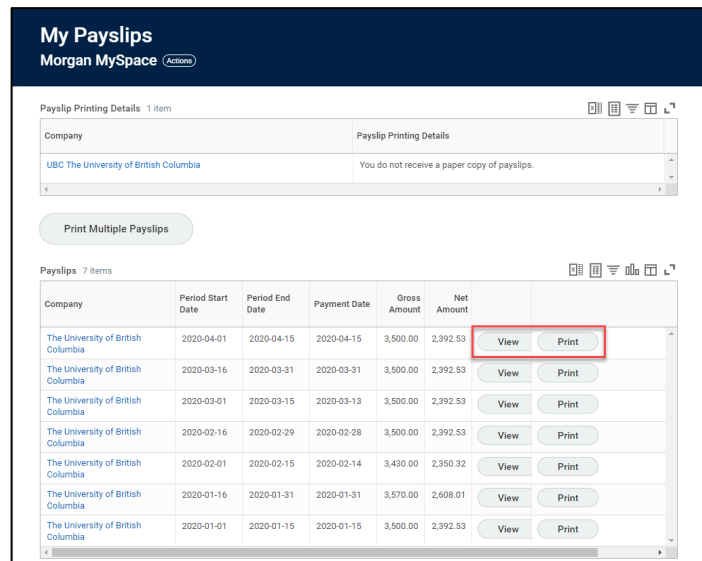 My Payslips
Morgan MySpace Actions
Payslip Printing Details 1 item
Company Payslip Printing Details
UBC The University of British Columbia You do not receive a paper copy of payslips.
Print Multiple Payslips
Payslips 7 items
Company Period Start Date Period End Date Payment Date Gross Amount Net Amount
The University of British Columbia 2020-04-01 2020-04-15 2020-04-15 3,500.00 2,392.53 View Print
The University of British Columbia 2020-03-16 2020-03-31 2020-03-31 3,500.00 2,392.53 View Print
The University of British Columbia 2020-03-01 2020-03-15 2020-03-13 3,500.00 2,392.53 View Print
The University of British Columbia 2020-02-16 2020-02-29 2020-02-28 3,500.00 2,392.53 View Print
The University of British Columbia 2020-02-01 2020-02-15 2020-02-14 3,430.00 2,350.32 View Print
The University of British Columbia 2020-01-16 2020-01-31 2020-01-31 3,570.00 2,608.01 View Print
The University of British Columbia 2020-01-01 2020-01-15 2020-01-15 3,500.00 2,392.53 View Print